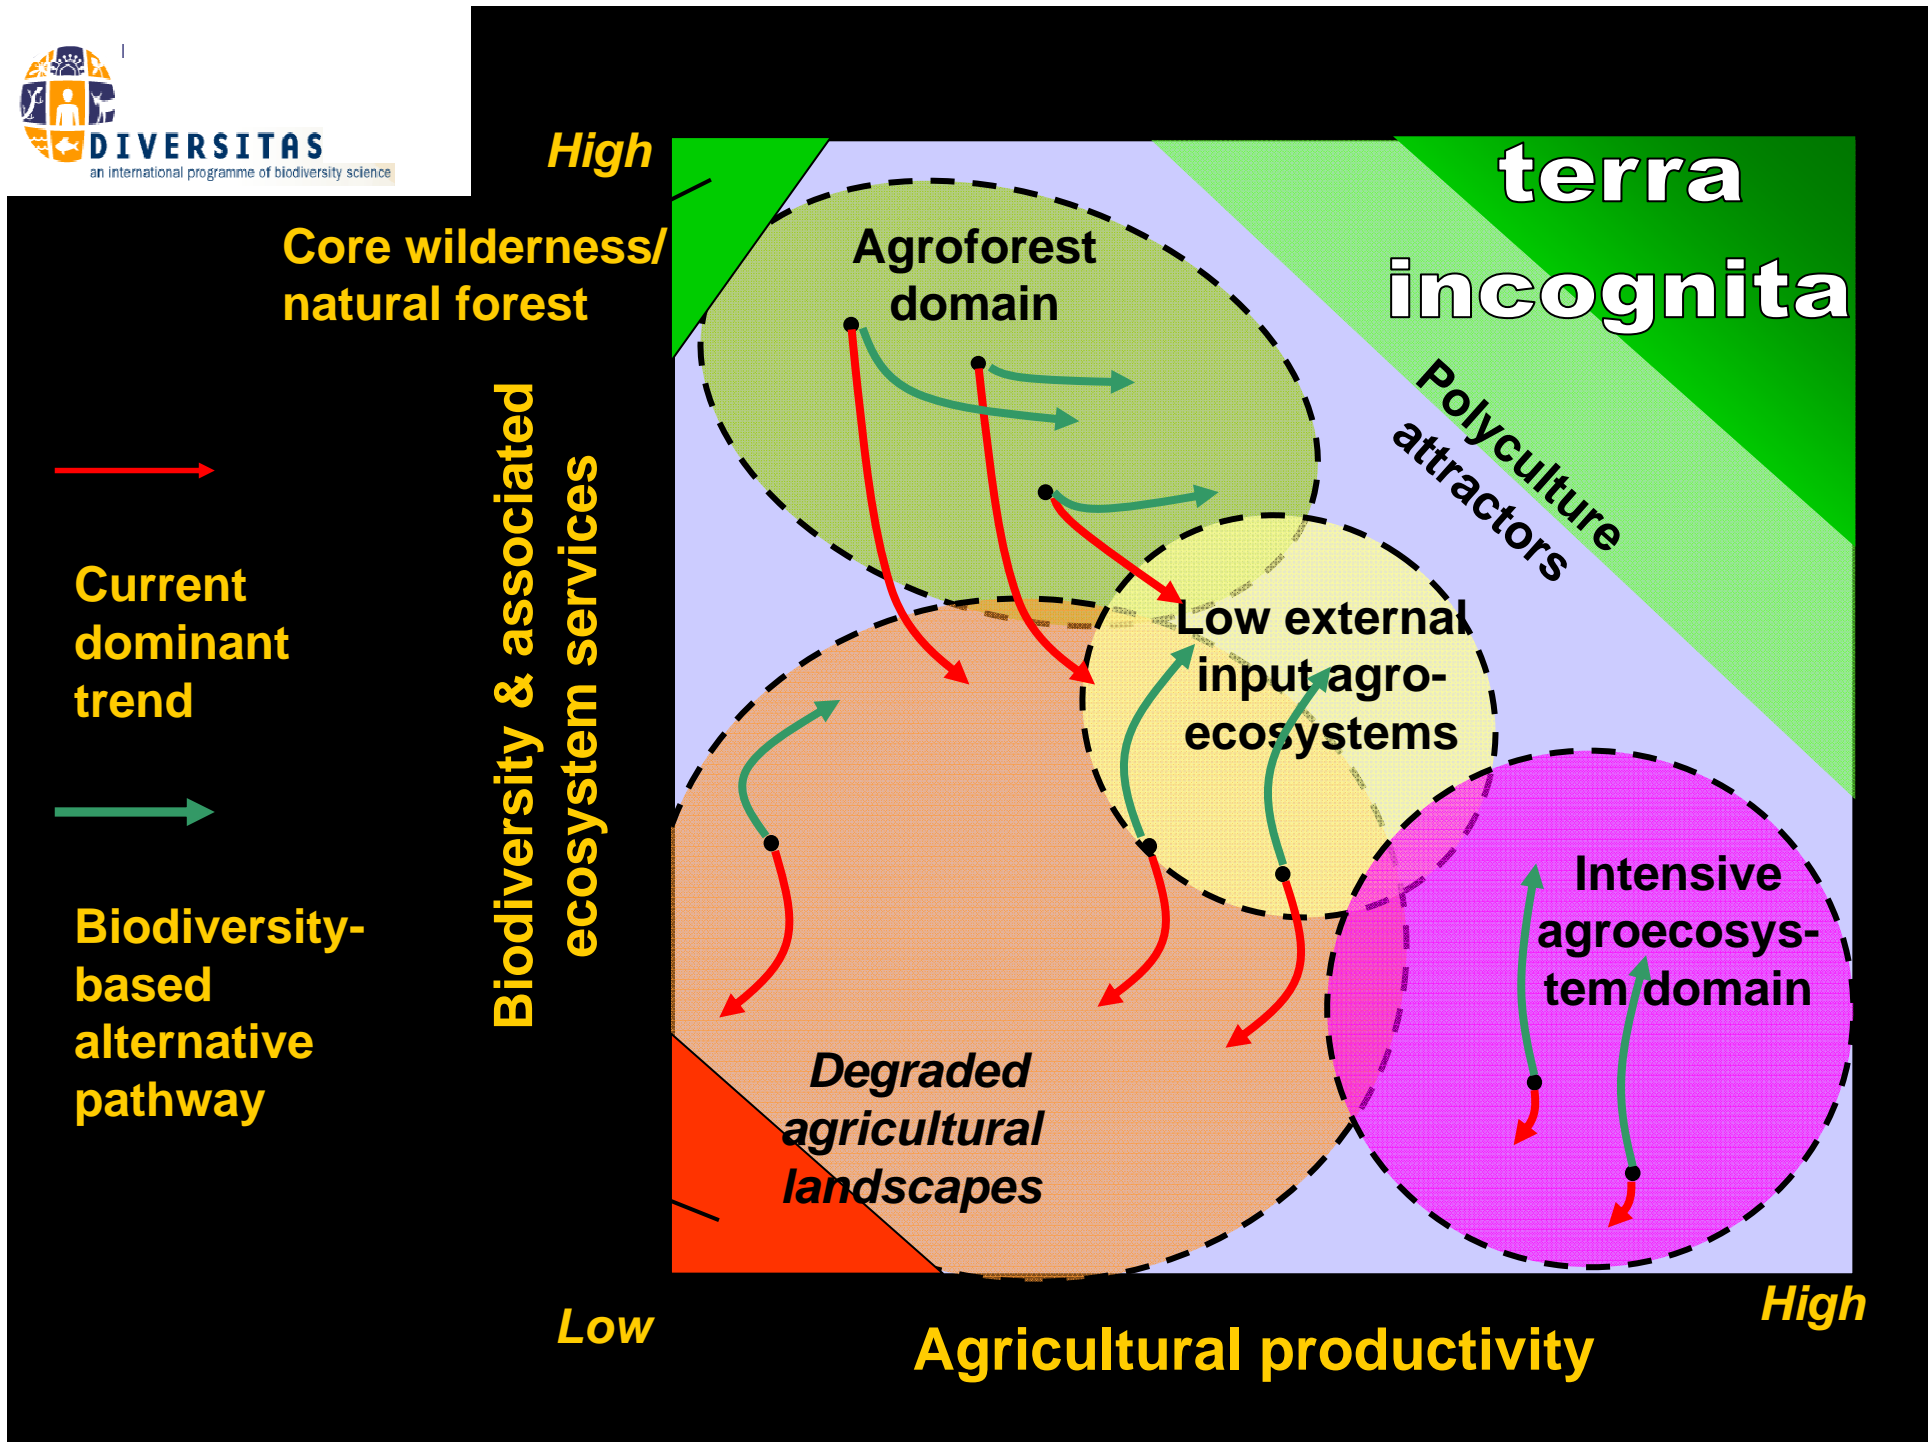 DIVERSITAS
an international programme of biodiversity science
High
Core wilderness/
natural forest
terra
incognita
Agroforest
domain
Polyculture
attractors
Biodiversity & associated
ecosystem services
Current
dominant
trend
Low external
input agro-
ecosystems
Intensive
agroecosys-
tem domain
Biodiversity-
based
alternative
pathway
Degraded
agricultural
landscapes
Low
High
Agricultural productivity